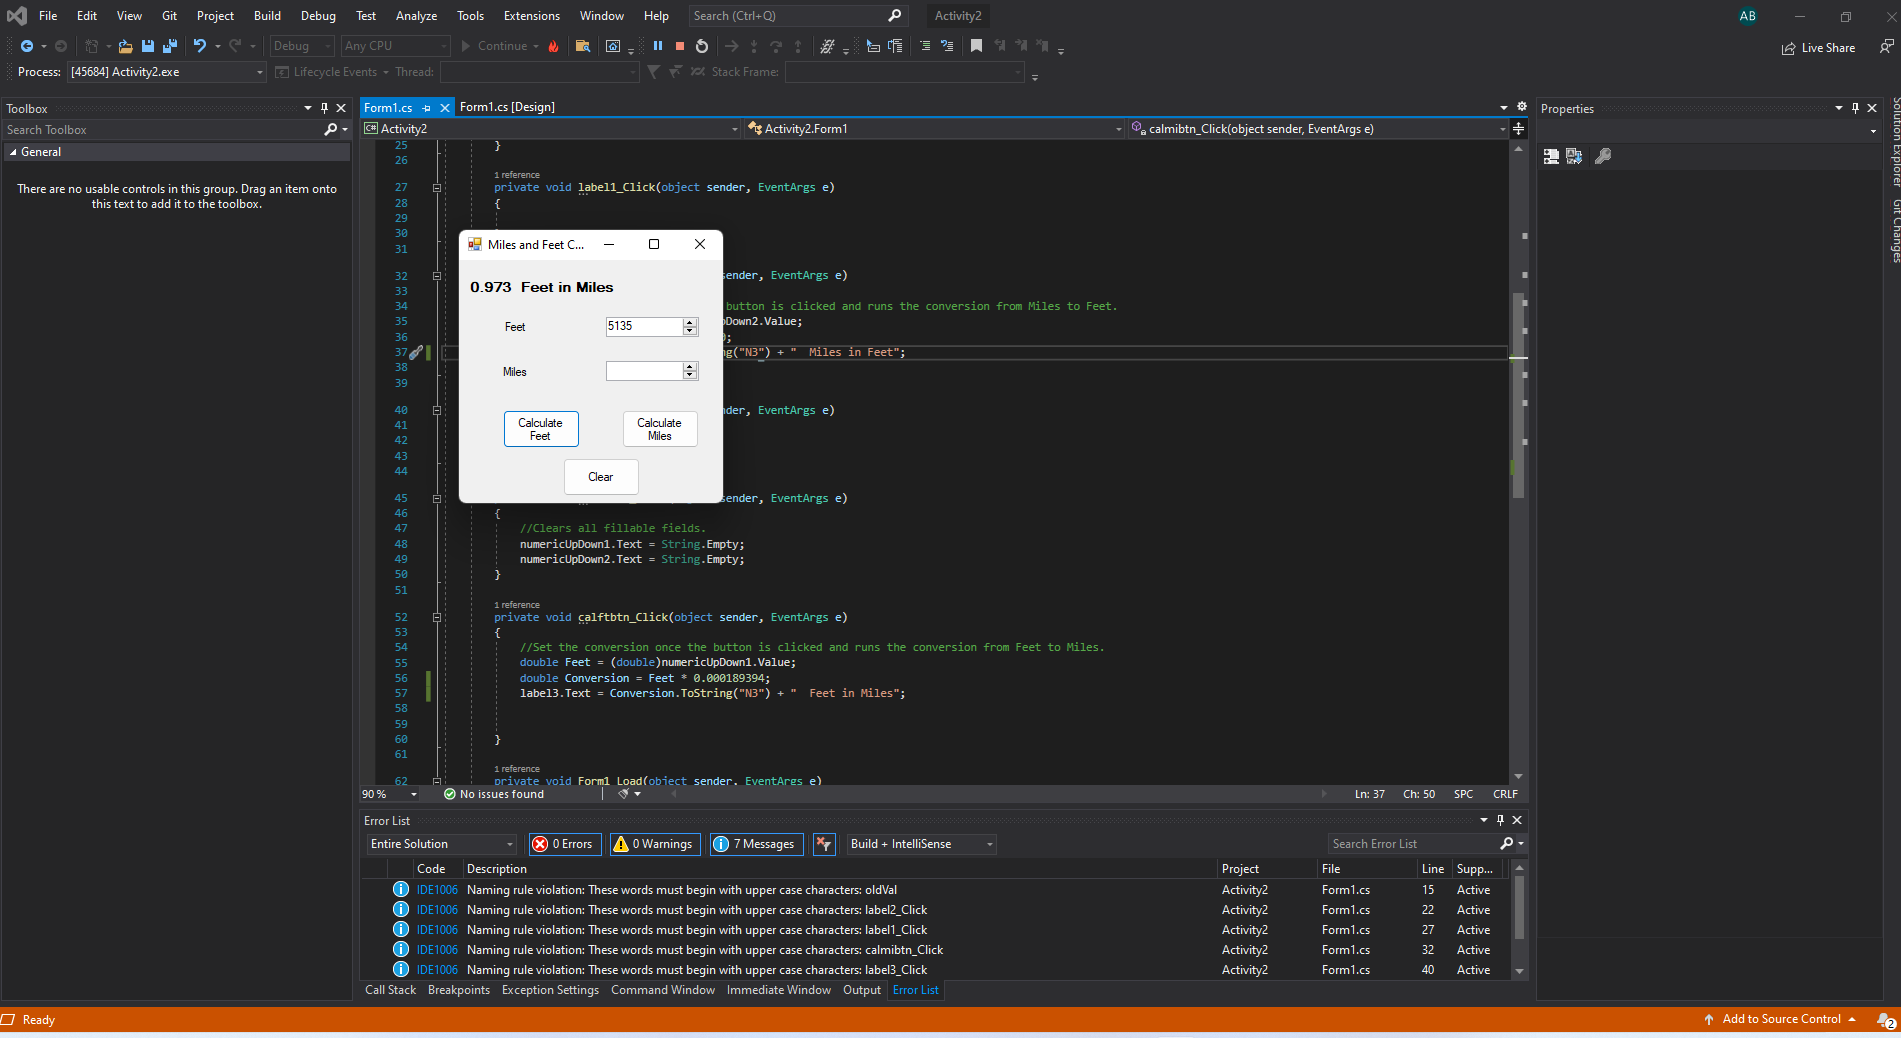 File Edit View Git Project Build Debug Test Analyze Tools Extensions Window Help Search (Ctrl+Q) Activity2 AB
Debug Any CPU Continue Live Share
Process: [45684] Activity2.exe Lifecycle Events Thread: Stack Frame:
Toolbox
Search Toolbox
General
There are no usable controls in this group. Drag an item onto
this text to add it to the toolbox.
Form1.cs Form1.cs [Design]
Activity2 Activity2.Form1 calmibtn_Click(object sender, EventArgs e)
25 }
26
1 reference
27 private void label1_Click(object sender, EventArgs e)
28 {
29
30
31
32 ender, EventArgs e)
33
34 button is clicked and runs the conversion from Miles to Feet.
35 pDown2.Value;
36 ;
37 ng("N3") + "  Miles in Feet";
38
39
40 der, EventArgs e)
41
42
43
44
45 ender, EventArgs e)
46 {
47 //Clears all fillable fields.
48 numericUpDown1.Text = String.Empty;
49 numericUpDown2.Text = String.Empty;
50 }
51
1 reference
52 private void calftbtn_Click(object sender, EventArgs e)
53 {
54 //Set the conversion once the button is clicked and runs the conversion from Feet to Miles.
55 double Feet = (double)numericUpDown1.Value;
56 double Conversion = Feet * 0.000189394;
57 label3.Text = Conversion.ToString("N3") + "  Feet in Miles";
58
59
60 }
61
1 reference
62 private void Form1_Load(object sender, EventArgs e)
Miles and Feet C...
0.973  Feet in Miles
Feet 5135
Miles
Calculate
Feet
Calculate
Miles
Clear
90 % No issues found Ln: 37 Ch: 50 SPC CRLF
Error List
Entire Solution 0 Errors 0 Warnings 7 Messages Build + IntelliSense Search Error List
Code Description Project File Line Supp...
IDE1006 Naming rule violation: These words must begin with upper case characters: oldVal Activity2 Form1.cs 15 Active
IDE1006 Naming rule violation: These words must begin with upper case characters: label2_Click Activity2 Form1.cs 22 Active
IDE1006 Naming rule violation: These words must begin with upper case characters: label1_Click Activity2 Form1.cs 27 Active
IDE1006 Naming rule violation: These words must begin with upper case characters: calmibtn_Click Activity2 Form1.cs 32 Active
IDE1006 Naming rule violation: These words must begin with upper case characters: label3_Click Activity2 Form1.cs 40 Active
Call Stack Breakpoints Exception Settings Command Window Immediate Window Output Error List
Properties
Solution Explorer
Git Changes
Ready Add to Source Control 2